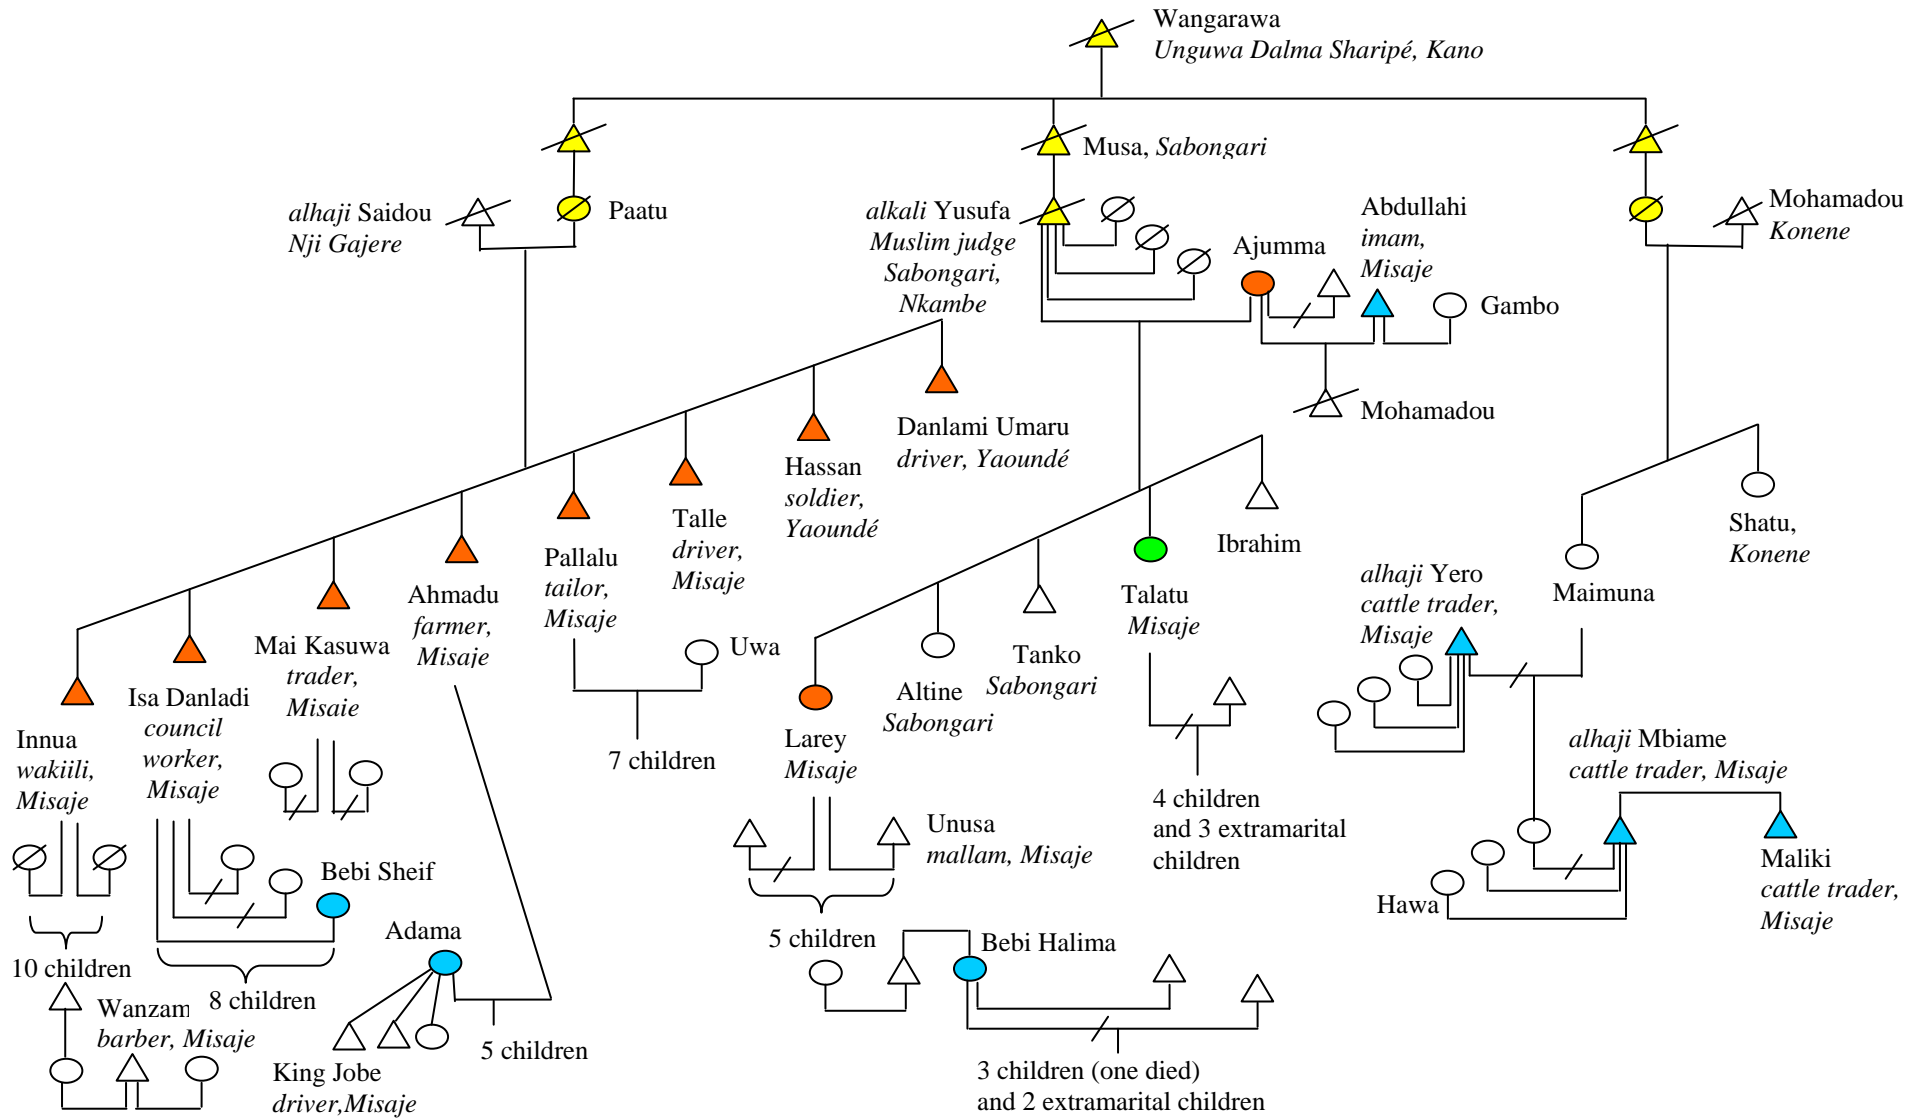 Wangarawa
Unguwa Dalma Sharipé, Kano
Musa, Sabongari
alhaji Saidou
Nji Gajere
Paatu
alkali Yusufa
Muslim judge
Sabongari,
Nkambe
Ajumma
Abdullahi
imam,
Misaje
Gambo
Mohamadou
Konene
Mohamadou
Danlami Umaru
driver, Yaoundé
Hassan
soldier,
Yaoundé
Talle
driver,
Misaje
Pallalu
tailor,
Misaje
Uwa
7 children
Ahmadu
farmer,
Misaje
Mai Kasuwa
trader,
Misaie
Isa Danladi
council
worker,
Misaje
Innua
wakiili,
Misaje
Ibrahim
Talatu
Misaje
Tanko
Sabongari
Altine
Sabongari
Larey
Misaje
Unusa
mallam, Misaje
4 children
and 3 extramarital
children
Shatu,
Konene
Maimuna
alhaji Yero
cattle trader,
Misaje
alhaji Mbiame
cattle trader, Misaje
Maliki
cattle trader,
Misaje
Hawa
Bebi Sheif
Adama
10 children
8 children
5 children
Bebi Halima
Wanzam
barber, Misaje
King Jobe
driver,Misaje
5 children
3 children (one died)
and 2 extramarital children